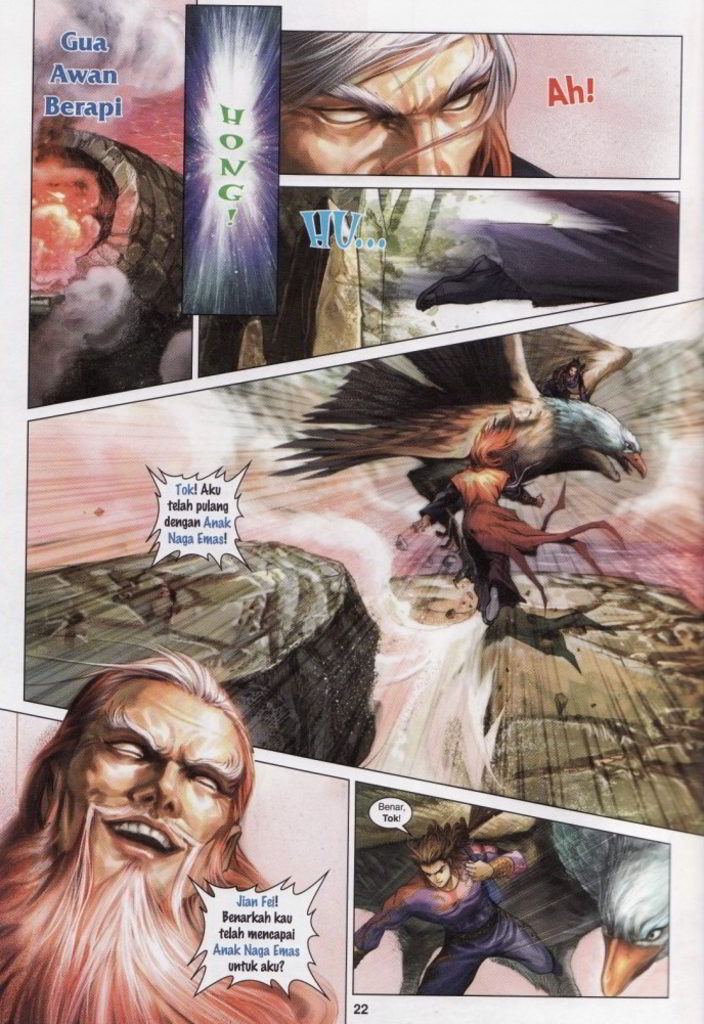 Gua
Awan
Berapi
HONG!
Ah!
HU...
Tok! Aku
telah pulang
dengan Anak
Naga Emas!
Jian Fei!
Benarkah kau
telah mencapai
Anak Naga Emas
untuk aku?
Benar,
Tok!
22